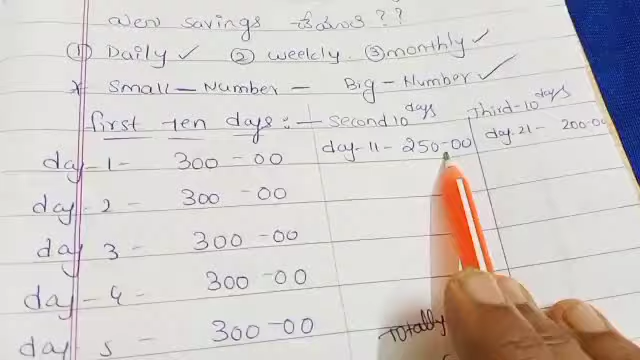 savings ??
① Daily ✓ ② weekly. ③ monthly ✓
* Small – Number – Big – Number ✓
first ten days :- second 10 days Third-10 days
day-1 - 300-00 day-11 - 250-00 day-21 - 200-00
day-2 - 300-00
day 3 - 300-00
day-4 - 300-00
day-5 - 300-00 Totally